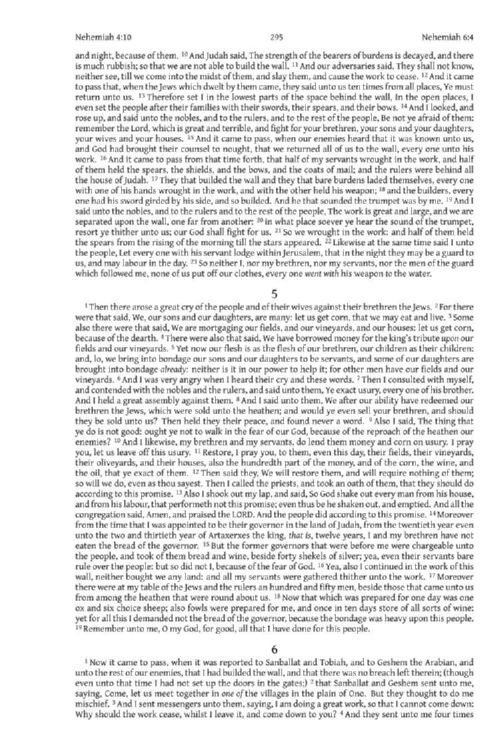 Nehemiah 4:10 295 Nehemiah 6:4
and night, because of them. 10 And Judah said, The strength of the bearers of burdens is decayed, and there
is much rubbish; so that we are not able to build the wall. 11 And our adversaries said, They shall not know,
neither see, till we come into the midst of them, and slay them, and cause the work to cease. 12 And it came
to pass that, when the Jews which dwelt by them came, they said unto us ten times from all places, Ye must
return unto us. 13 Therefore set I in the lowest parts of the space behind the wall, in the open places, I
even set the people after their families with their swords, their spears, and their bows. 14 And I looked, and
rose up, and said unto the nobles, and to the rulers, and to the rest of the people, Be not ye afraid of them:
remember the Lord, which is great and terrible, and fight for your brethren, your sons and your daughters,
your wives and your houses. 15 And it came to pass, when our enemies heard that it was known unto us,
and God had brought their counsel to nought, that we returned all of us to the wall, every one unto his
work. 16 And it came to pass from that time forth, that half of my servants wrought in the work, and half
of them held the spears, the shields, and the bows, and the coats of mail; and the rulers were behind all
the house of Judah. 17 They that builded the wall and they that bare burdens laded themselves, every one
with one of his hands wrought in the work, and with the other held his weapon; 18 and the builders, every
one had his sword girded by his side, and so builded. And he that sounded the trumpet was by me. 19 And I
said unto the nobles, and to the rulers and to the rest of the people, The work is great and large, and we are
separated upon the wall, one far from another: 20 in what place soever ye hear the sound of the trumpet,
resort ye thither unto us; our God shall fight for us. 21 So we wrought in the work: and half of them held
the spears from the rising of the morning till the stars appeared. 22 Likewise at the same time said I unto
the people, Let every one with his servant lodge within Jerusalem, that in the night they may be a guard to
us, and may labour in the day. 23 So neither I, nor my brethren, nor my servants, nor the men of the guard
which followed me, none of us put off our clothes, every one went with his weapon to the water.
5
1 Then there arose a great cry of the people and of their wives against their brethren the Jews. 2 For there
were that said, We, our sons and our daughters, are many: let us get corn, that we may eat and live. 3 Some
also there were that said, We are mortgaging our fields, and our vineyards, and our houses: let us get corn,
because of the dearth. 4 There were also that said, We have borrowed money for the king's tribute upon our
fields and our vineyards. 5 Yet now our flesh is as the flesh of our brethren, our children as their children:
and, lo, we bring into bondage our sons and our daughters to be servants, and some of our daughters are
brought into bondage already: neither is it in our power to help it; for other men have our fields and our
vineyards. 6 And I was very angry when I heard their cry and these words. 7 Then I consulted with myself,
and contended with the nobles and the rulers, and said unto them, Ye exact usury, every one of his brother.
And I held a great assembly against them. 8 And I said unto them, We after our ability have redeemed our
brethren the Jews, which were sold unto the heathen; and would ye even sell your brethren, and should
they be sold unto us? Then held they their peace, and found never a word. 9 Also I said, The thing that
ye do is not good: ought ye not to walk in the fear of our God, because of the reproach of the heathen our
enemies? 10 And I likewise, my brethren and my servants, do lend them money and corn on usury. I pray
you, let us leave off this usury. 11 Restore, I pray you, to them, even this day, their fields, their vineyards,
their oliveyards, and their houses, also the hundredth part of the money, and of the corn, the wine, and
the oil, that ye exact of them. 12 Then said they, We will restore them, and will require nothing of them;
so will we do, even as thou sayest. Then I called the priests, and took an oath of them, that they should do
according to this promise. 13 Also I shook out my lap, and said, So God shake out every man from his house,
and from his labour, that performeth not this promise; even thus be he shaken out, and emptied. And all the
congregation said, Amen, and praised the LORD. And the people did according to this promise. 14 Moreover
from the time that I was appointed to be their governor in the land of Judah, from the twentieth year even
unto the two and thirtieth year of Artaxerxes the king, that is, twelve years, I and my brethren have not
eaten the bread of the governor. 15 But the former governors that were before me were chargeable unto
the people, and took of them bread and wine, beside forty shekels of silver; yea, even their servants bare
rule over the people: but so did not I, because of the fear of God. 16 Yea, also I continued in the work of this
wall, neither bought we any land: and all my servants were gathered thither unto the work. 17 Moreover
there were at my table of the Jews and the rulers an hundred and fifty men, beside those that came unto us
from among the heathen that were round about us. 18 Now that which was prepared for one day was one
ox and six choice sheep; also fowls were prepared for me, and once in ten days store of all sorts of wine:
yet for all this I demanded not the bread of the governor, because the bondage was heavy upon this people.
19 Remember unto me, O my God, for good, all that I have done for this people.
6
1 Now it came to pass, when it was reported to Sanballat and Tobiah, and to Geshem the Arabian, and
unto the rest of our enemies, that I had builded the wall, and that there was no breach left therein; (though
even unto that time I had not set up the doors in the gates;) 2 that Sanballat and Geshem sent unto me,
saying, Come, let us meet together in one of the villages in the plain of Ono. But they thought to do me
mischief. 3 And I sent messengers unto them, saying, I am doing a great work, so that I cannot come down:
Why should the work cease, whilst I leave it, and come down to you? 4 And they sent unto me four times